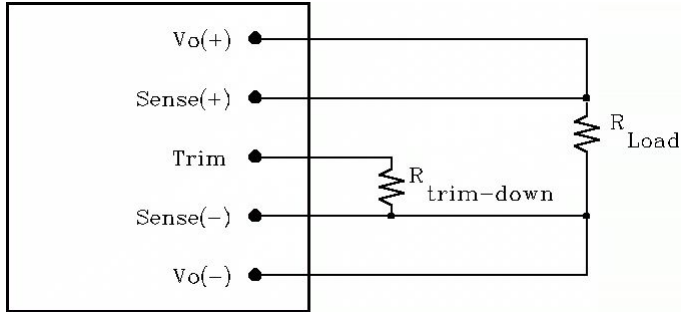 Vo(+)
Sense(+)
Trim
Sense(-)
Vo(-)
R Load
R trim-down